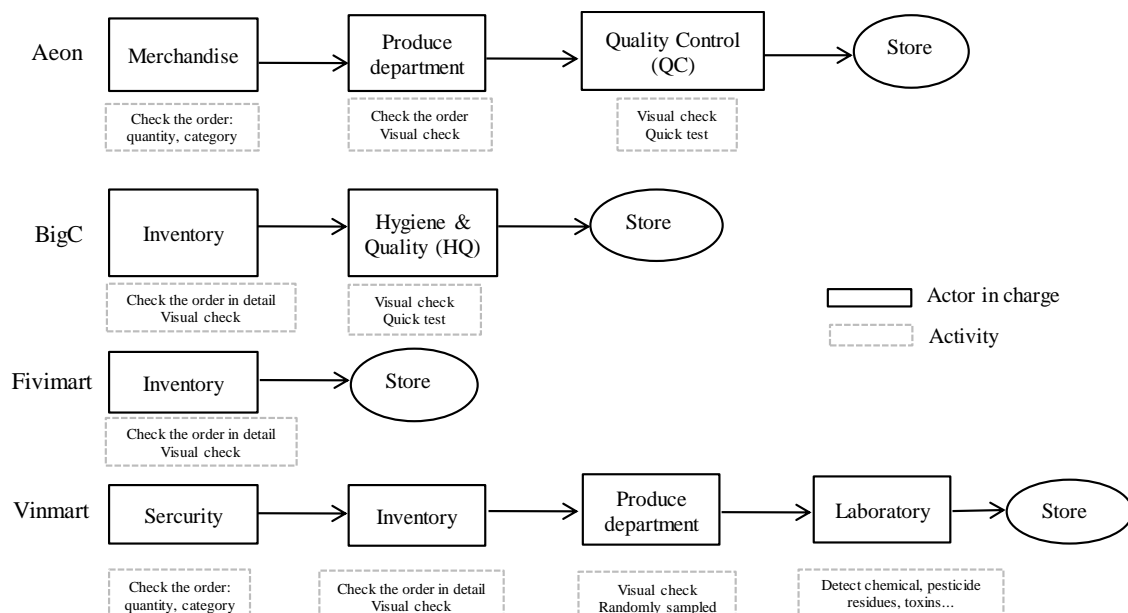 Aeon
Merchandise
Produce
department
Quality Control
(QC)
Store
Check the order:
quantity, category
Check the order
Visual check
Visual check
Quick test
BigC
Inventory
Hygiene &
Quality (HQ)
Store
Check the order in detail
Visual check
Visual check
Quick test
Actor in charge
Activity
Fivimart
Inventory
Store
Check the order in detail
Visual check
Vinmart
Sercurity
Inventory
Produce
department
Laboratory
Store
Check the order:
quantity, category
Check the order in detail
Visual check
Visual check
Randomly sampled
Detect chemical, pesticide
residues, toxins...